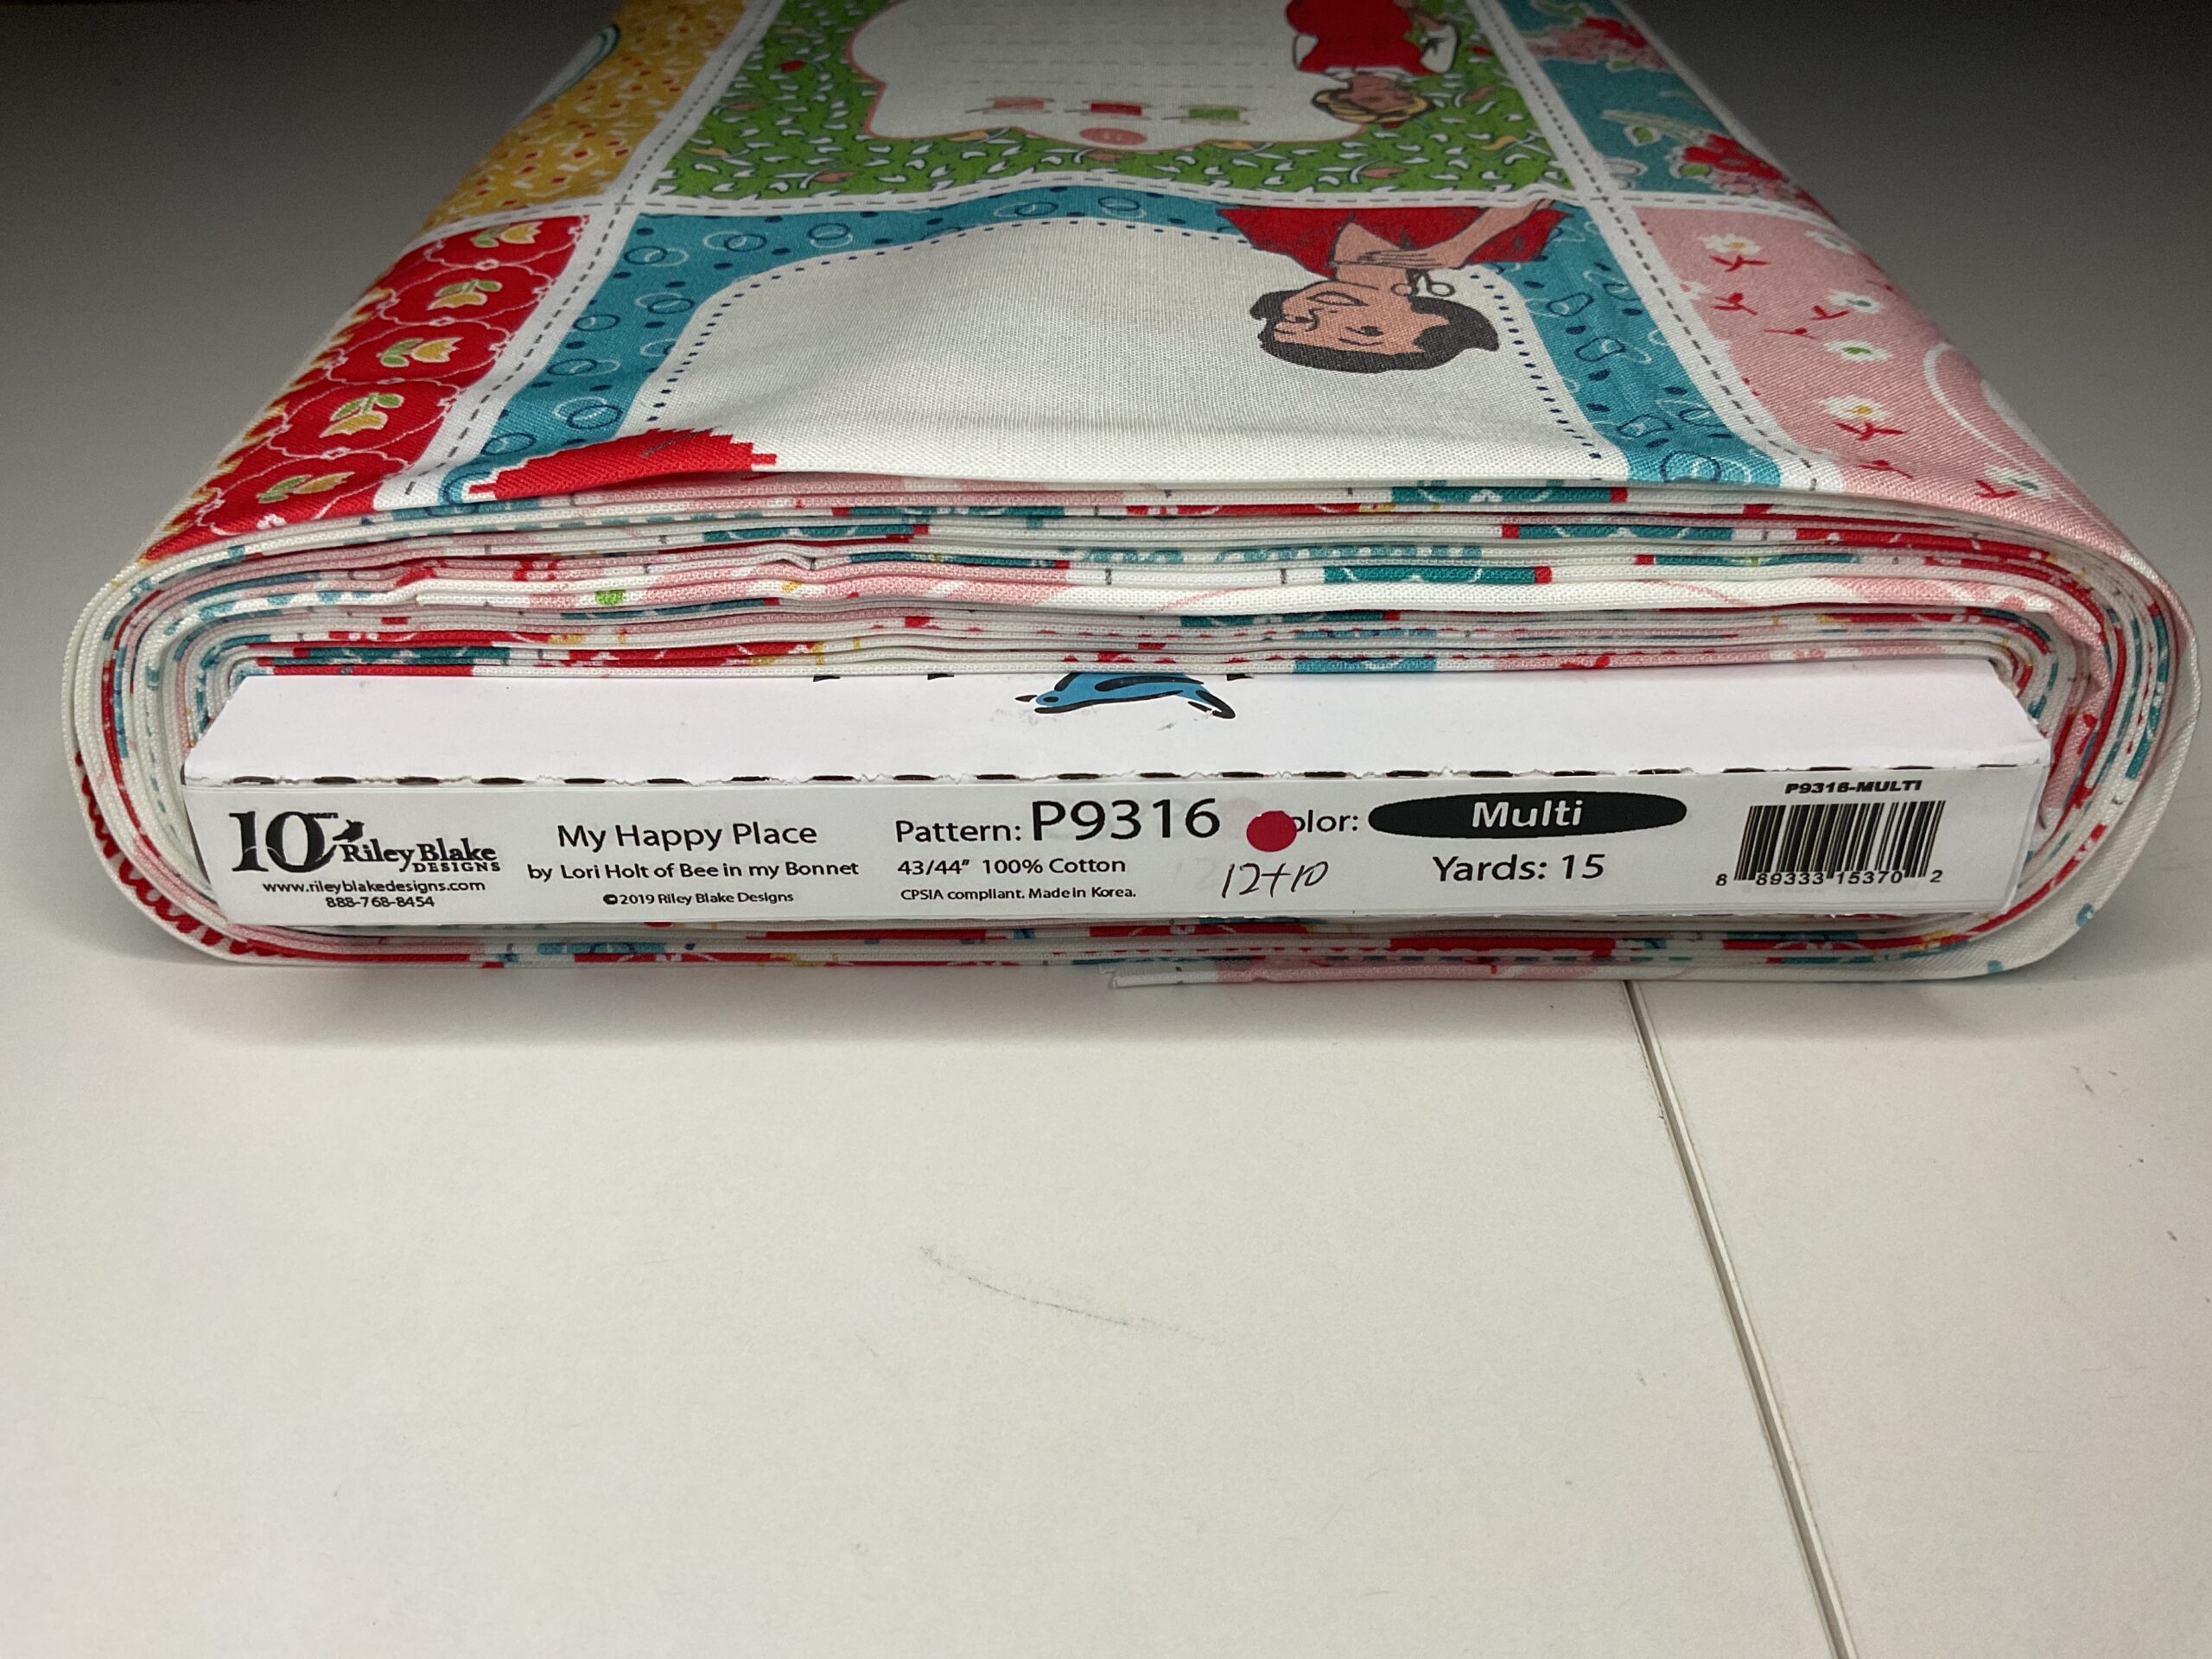 10 years
Riley Blake
DESIGNS
www.rileyblakedesigns.com
888-768-8454
My Happy Place
by Lori Holt of Bee in my Bonnet
©2019 Riley Blake Designs
Pattern: P9316
43/44" 100% Cotton
CPSIA compliant. Made in Korea.
olor: Multi
12+10
Yards: 15
P9316-MULTI
8 89333 15370 2